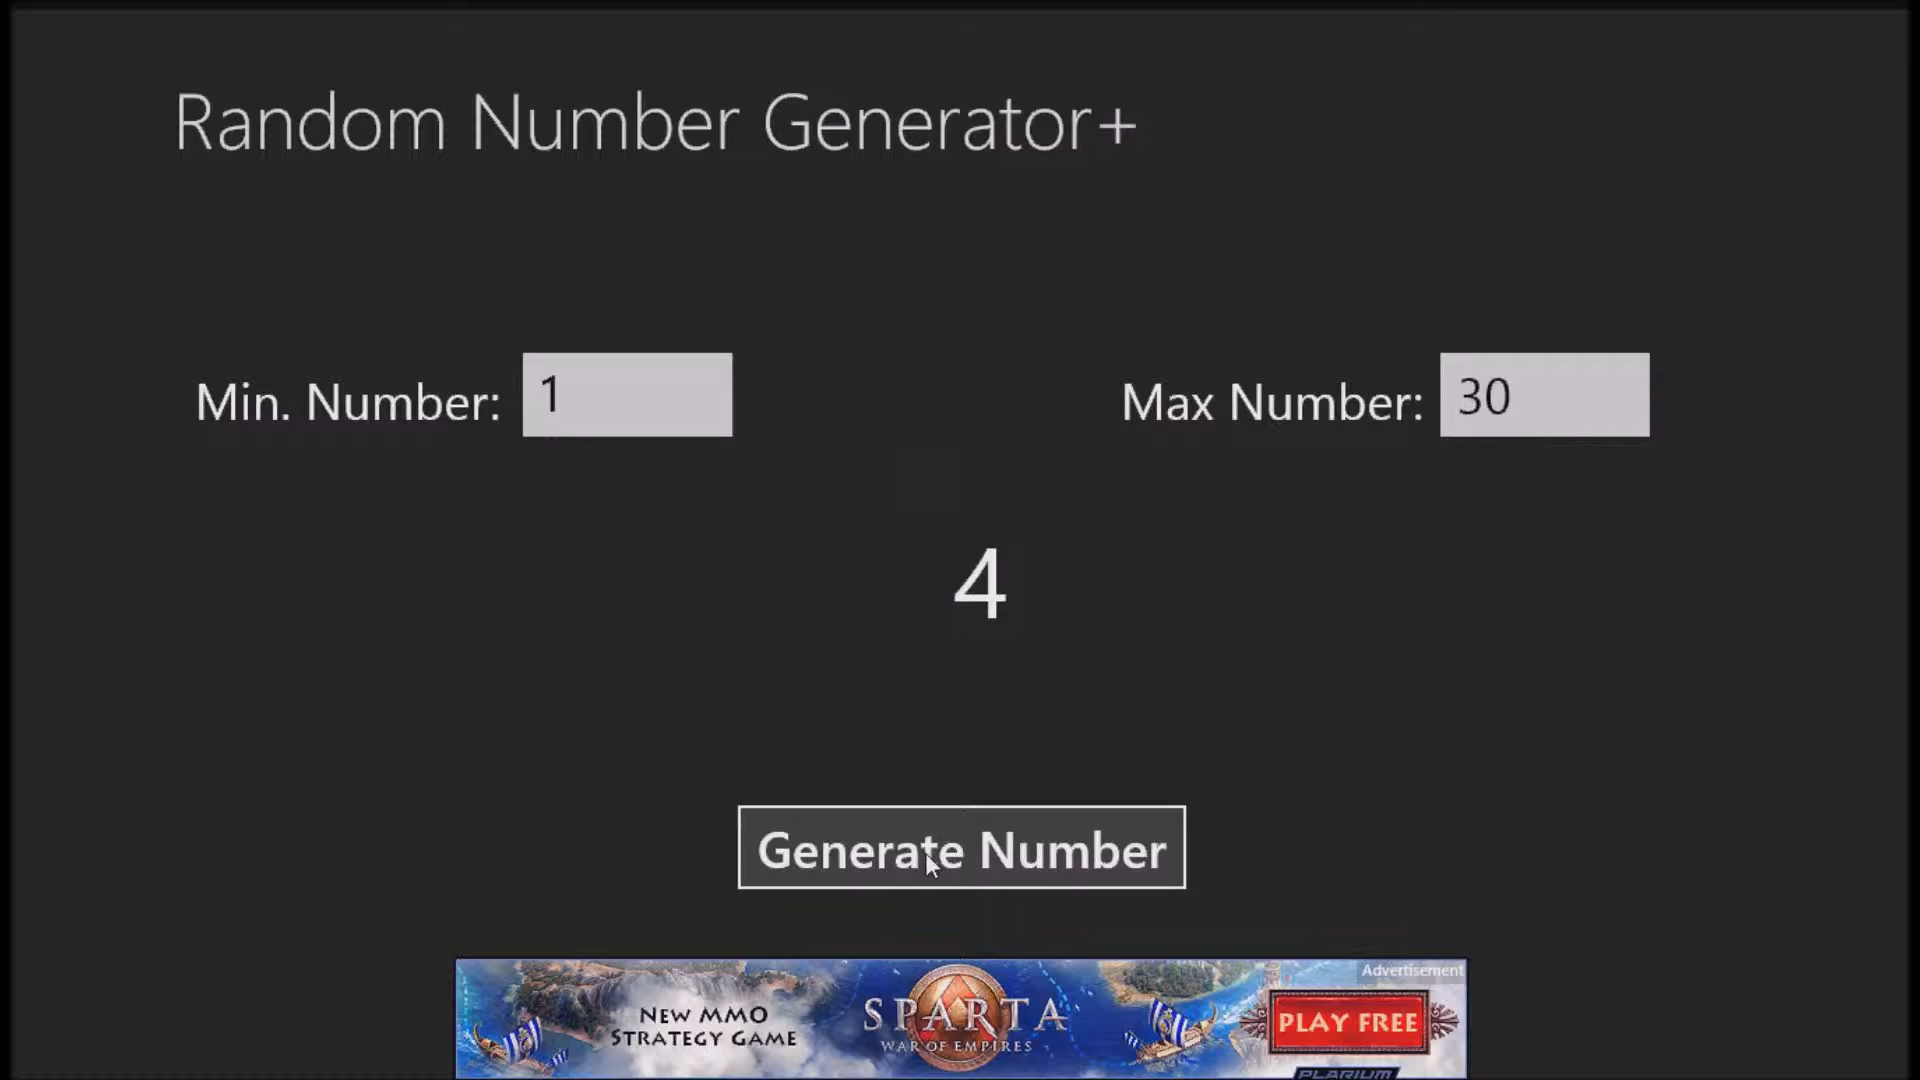 Random Number Generator+
Min. Number: 1
Max Number: 30
4
Generate Number
Advertisement
NEW MMO
STRATEGY GAME
SPARTA
WAR OF EMPIRES
PLAY FREE
PLARIUM